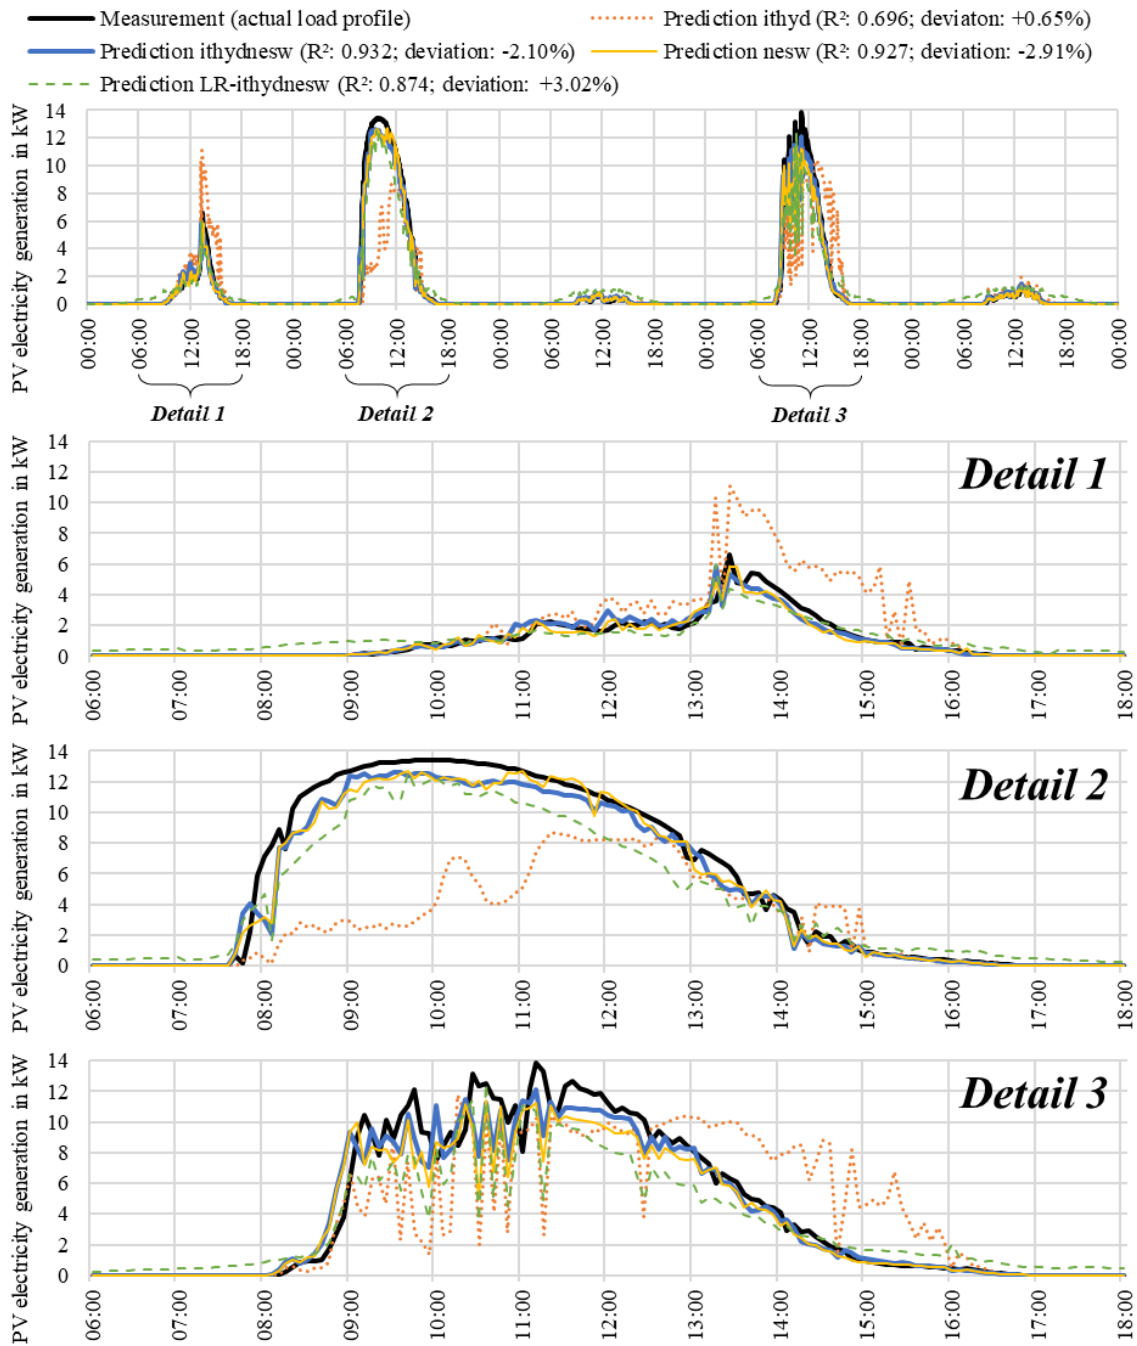 Measurement (actual load profile)
Prediction ithyd (R²: 0.696; deviaton: +0.65%)
Prediction ithydnesw (R²: 0.932; deviation: -2.10%)
Prediction nesw (R²: 0.927; deviation: -2.91%)
Prediction LR-ithydnesw (R²: 0.874; deviation: +3.02%)
PV electricity generation in kW
14
12
10
8
6
4
2
0
00:00 06:00 12:00 18:00 00:00 06:00 12:00 18:00 00:00 06:00 12:00 18:00 00:00 06:00 12:00 18:00 00:00 06:00 12:00 18:00 00:00
Detail 1 Detail 2 Detail 3
PV electricity generation in kW
14
12
10
8
6
4
2
0
Detail 1
06:00 07:00 08:00 09:00 10:00 11:00 12:00 13:00 14:00 15:00 16:00 17:00 18:00
PV electricity generation in kW
14
12
10
8
6
4
2
0
Detail 2
06:00 07:00 08:00 09:00 10:00 11:00 12:00 13:00 14:00 15:00 16:00 17:00 18:00
PV electricity generation in kW
14
12
10
8
6
4
2
0
Detail 3
06:00 07:00 08:00 09:00 10:00 11:00 12:00 13:00 14:00 15:00 16:00 17:00 18:00